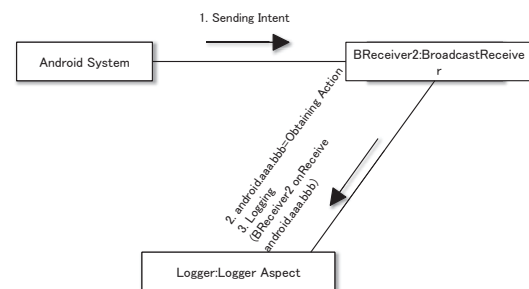 1. Sending Intent
Android System
BReceiver2:BroadcastReceive
r
2. android.aaa.bbb=Obtaining Action
3. Logging
(BReceiver2 onReceive
android.aaa.bbb)
Logger:Logger Aspect